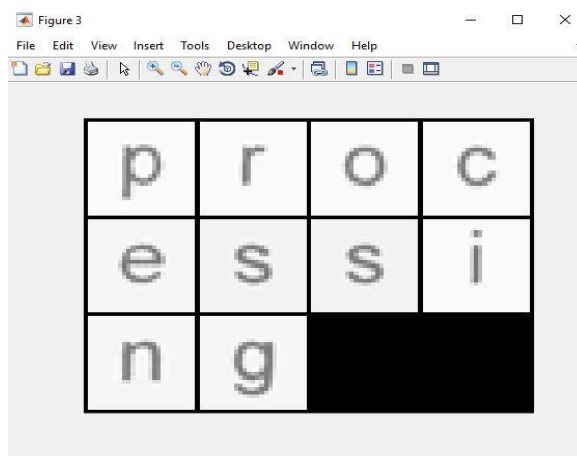 Figure 3
File Edit View Insert Tools Desktop Window Help
p r o c
e s s i
n g